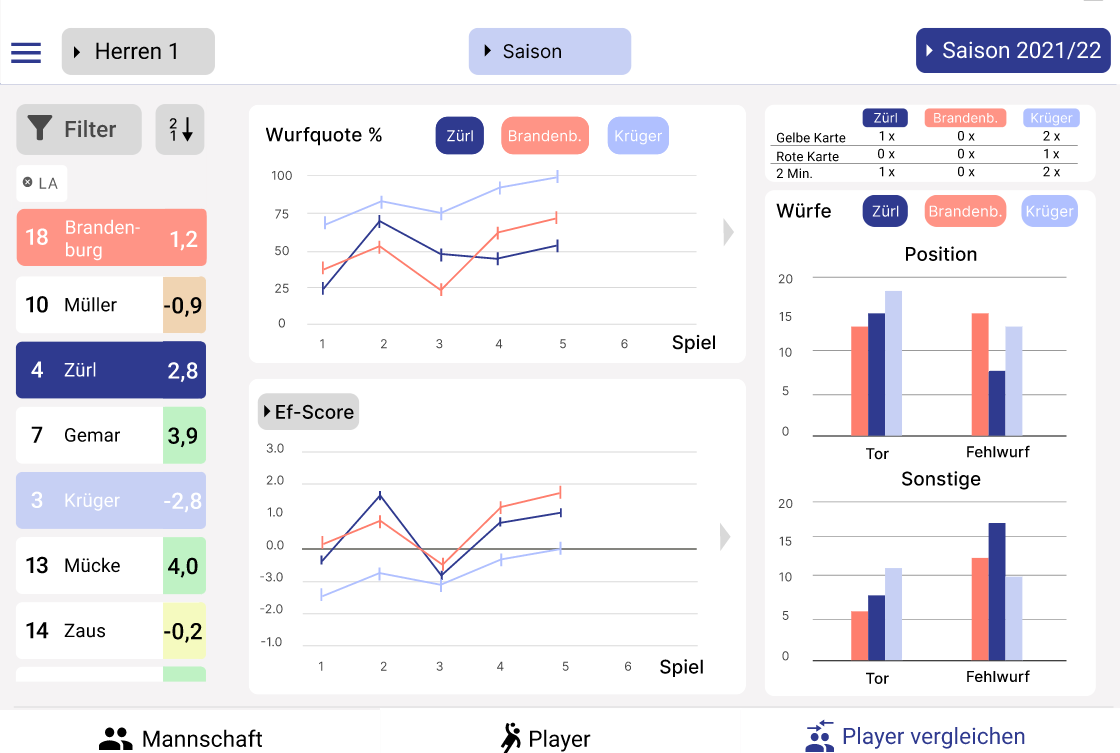 Herren 1
Saison
Saison 2021/22
Filter
2
1
LA
18 Branden-
burg 1,2
10 Müller -0,9
4 Zürl 2,8
7 Gemar 3,9
3 Krüger -2,8
13 Mücke 4,0
14 Zaus -0,2
Wurfquote % Zürl Brandenb. Krüger
100
75
50
25
0
1 2 3 4 5 6 Spiel
Ef-Score
3.0
2.0
1.0
0.0
-3.0
-2.0
-1.0
1 2 3 4 5 6 Spiel
Zürl Brandenb. Krüger
Gelbe Karte 1 x 0 x 2 x
Rote Karte 0 x 0 x 1 x
2 Min. 1 x 0 x 2 x
Würfe Zürl Brandenb. Krüger
Position
20
15
10
5
0
Tor Fehlwurf
Sonstige
20
15
10
5
0
Tor Fehlwurf
Mannschaft
Player
Player vergleichen